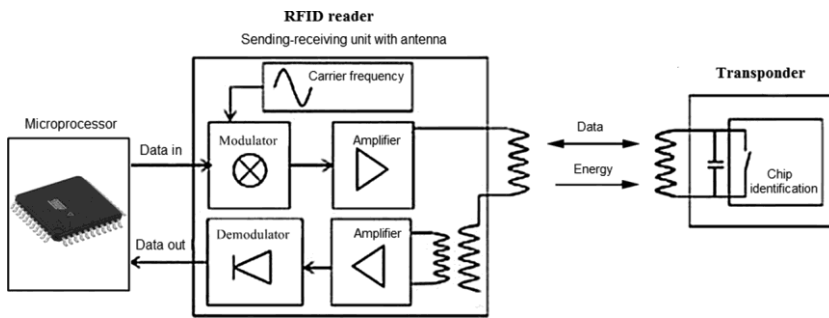 RFID reader
Sending-receiving unit with antenna
Carrier frequency
Transponder
Microprocessor
Data in
Modulator
Amplifier
Data
Energy
Chip
identification
Data out
Demodulator
Amplifier